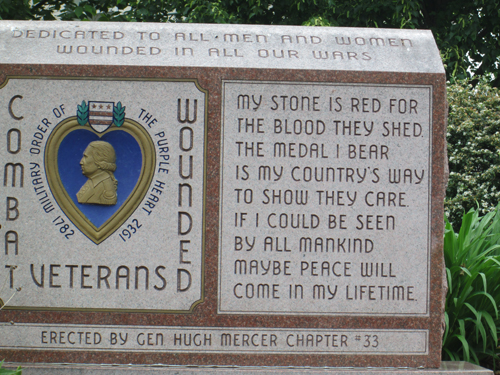 DEDICATED TO ALL • MEN AND WOMEN
WOUNDED IN ALL OUR WARS
COMBAT
WOUNDED
VETERANS
MILITARY ORDER OF
THE PURPLE HEART
1782
1932
MY STONE IS RED FOR
THE BLOOD THEY SHED.
THE MEDAL I BEAR
IS MY COUNTRY'S WAY
TO SHOW THEY CARE.
IF I COULD BE SEEN
BY ALL MANKIND
MAYBE PEACE WILL
COME IN MY LIFETIME.
ERECTED BY GEN HUGH MERCER CHAPTER #33